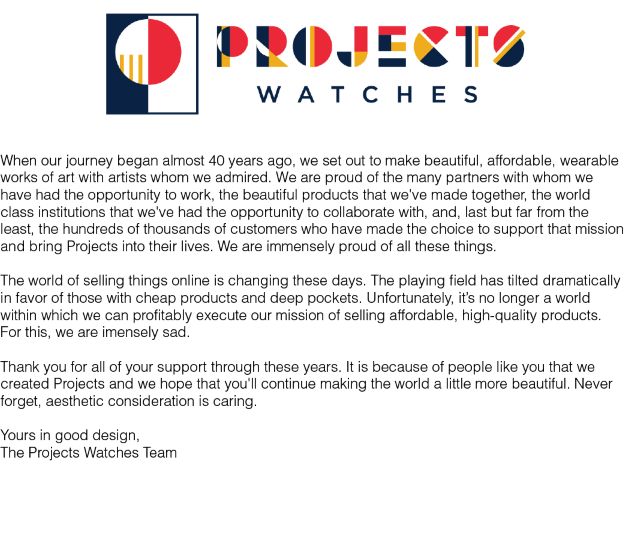 PROJECTS
WATCHES
When our journey began almost 40 years ago, we set out to make beautiful, affordable, wearable
works of art with artists whom we admired. We are proud of the many partners with whom we
have had the opportunity to work, the beautiful products that we've made together, the world
class institutions that we've had the opportunity to collaborate with, and, last but far from the
least, the hundreds of thousands of customers who have made the choice to support that mission
and bring Projects into their lives. We are immensely proud of all these things.
The world of selling things online is changing these days. The playing field has tilted dramatically
in favor of those with cheap products and deep pockets. Unfortunately, it’s no longer a world
within which we can profitably execute our mission of selling affordable, high-quality products.
For this, we are imensely sad.
Thank you for all of your support through these years. It is because of people like you that we
created Projects and we hope that you'll continue making the world a little more beautiful. Never
forget, aesthetic consideration is caring.
Yours in good design,
The Projects Watches Team